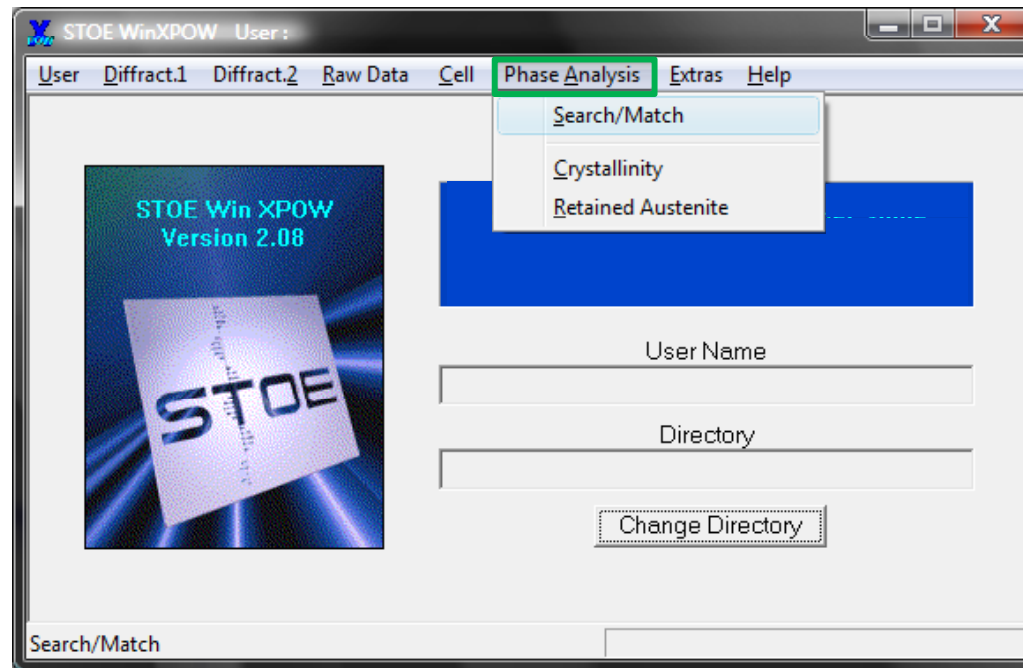 STOE WinXPOW User :
User Diffract.1 Diffract.2 Raw Data Cell Phase Analysis Extras Help
Search/Match
Crystallinity
Retained Austenite
STOE Win XPOW
Version 2.08
STOE
User Name
Directory
Change Directory
Search/Match